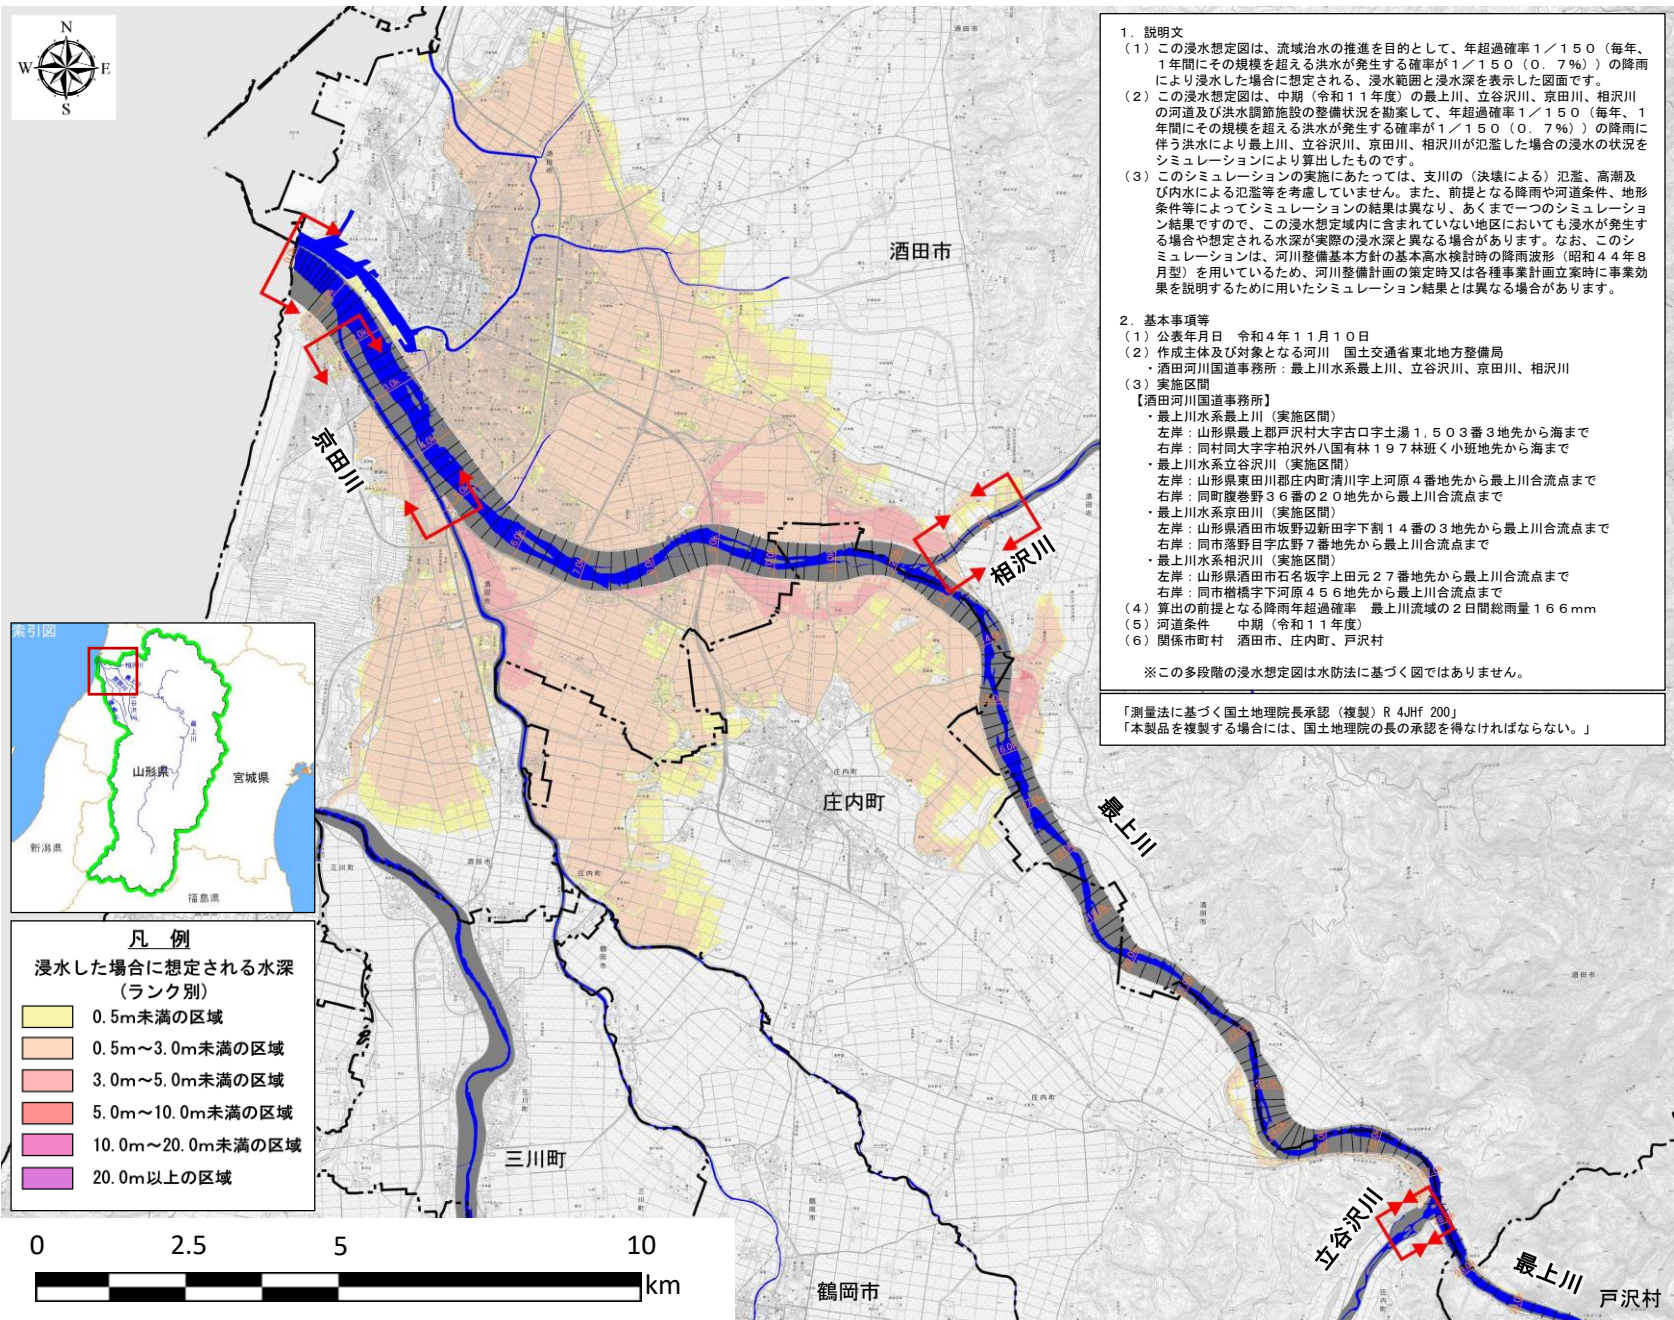 N
W
E
S
1．説明文
（1）この浸水想定図は、流域治水の推進を目的として、年超過確率1／150（毎年、
1年間にその規模を超える洪水が発生する確率が1／150（0．7%））の降雨
により浸水した場合に想定される、浸水範囲と浸水深を表示した図面です。
（2）この浸水想定図は、中期（令和11年度）の最上川、立谷沢川、京田川、相沢川
の河道及び洪水調節施設の整備状況を勘案して、年超過確率1／150（毎年、1
年間にその規模を超える洪水が発生する確率が1／150（0．7%））の降雨に
伴う洪水により最上川、立谷沢川、京田川、相沢川が氾濫した場合の浸水の状況を
シミュレーションにより算出したものです。
（3）このシミュレーションの実施にあたっては、支川の（決壊による）氾濫、高潮及
び内水による氾濫等を考慮していません。また、前提となる降雨や河道条件、地形
条件等によってシミュレーションの結果は異なり、あくまで一つのシミュレーショ
ン結果ですので、この浸水想定域内に含まれていない地区においても浸水が発生す
る場合や想定される水深が実際の浸水深と異なる場合があります。なお、このシ
ミュレーションは、河川整備基本方針の基本高水検討時の降雨波形（昭和44年8
月型）を用いているため、河川整備計画の策定時又は各種事業計画立案時に事業効
果を説明するために用いたシミュレーション結果とは異なる場合があります。
2．基本事項等
（1）公表年月日　令和4年11月10日
（2）作成主体及び対象となる河川　国土交通省東北地方整備局
・酒田河川国道事務所：最上川水系最上川、立谷沢川、京田川、相沢川
（3）実施区間
【酒田河川国道事務所】
・最上川水系最上川（実施区間）
左岸：山形県最上郡戸沢村大字古口字土湯1,503番3地先から海まで
右岸：同村同大字字柏沢外八国有林197林班く小班地先から海まで
・最上川水系立谷沢川（実施区間）
左岸：山形県東田川郡庄内町清川字上河原4番地先から最上川合流点まで
右岸：同町腹巻野36番の20地先から最上川合流点まで
・最上川水系京田川（実施区間）
左岸：山形県酒田市坂野辺新田字下割14番の3地先から最上川合流点まで
右岸：同市落野目字広野7番地先から最上川合流点まで
・最上川水系相沢川（実施区間）
左岸：山形県酒田市石名坂字上田元27番地先から最上川合流点まで
右岸：同市楢橋字下河原456地先から最上川合流点まで
（4）算出の前提となる降雨年超過確率　最上川流域の2日間総雨量166mm
（5）河道条件　中期（令和11年度）
（6）関係市町村　酒田市、庄内町、戸沢村
※この多段階の浸水想定図は水防法に基づく図ではありません。
「測量法に基づく国土地理院長承認（複製）R 4JHf 200」
「本製品を複製する場合には、国土地理院の長の承認を得なければならない。」
酒田市
京田川
相沢川
庄内町
最上川
三川町
立谷沢川
最上川
戸沢村
鶴岡市
索引図
山形県
宮城県
新潟県
福島県
最上川
凡　例
浸水した場合に想定される水深
（ランク別）
0.5m未満の区域
0.5m～3.0m未満の区域
3.0m～5.0m未満の区域
5.0m～10.0m未満の区域
10.0m～20.0m未満の区域
20.0m以上の区域
0
2.5
5
10
km